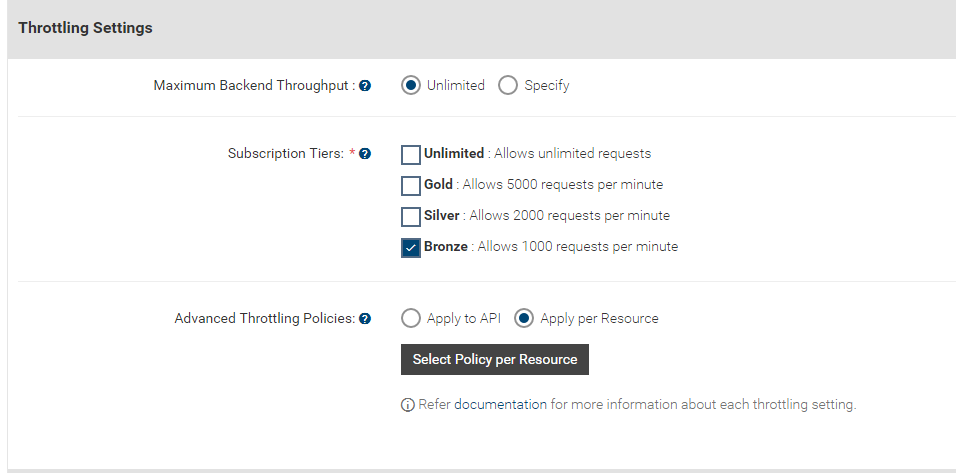 Throttling Settings
Maximum Backend Throughput : ? Unlimited Specify
Subscription Tiers: * ? Unlimited : Allows unlimited requests
Gold : Allows 5000 requests per minute
Silver : Allows 2000 requests per minute
Bronze : Allows 1000 requests per minute
Advanced Throttling Policies: ? Apply to API Apply per Resource
Select Policy per Resource
Refer documentation for more information about each throttling setting.